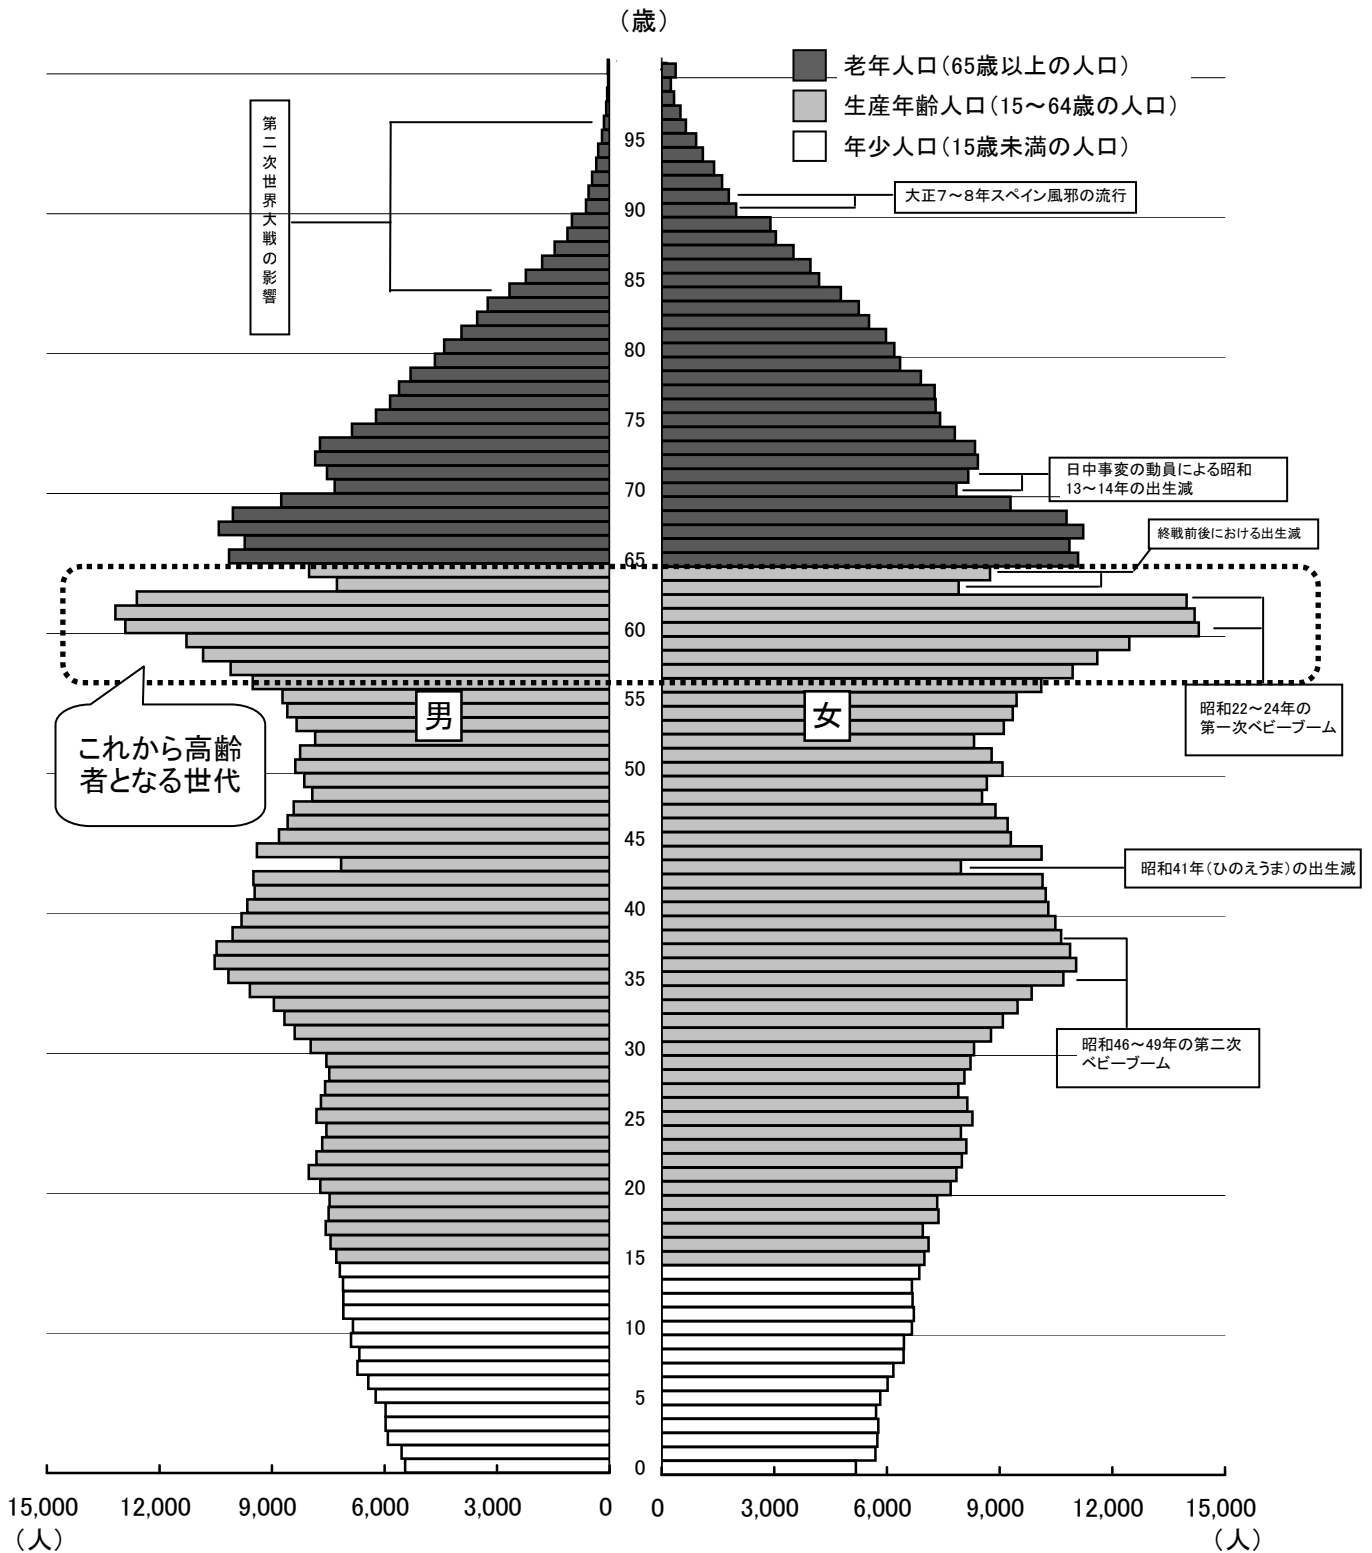 （歳）
老年人口（65歳以上の人口）
生産年齢人口（15～64歳の人口）
年少人口（15歳未満の人口）
第二次世界大戦の影響
大正７～８年スペイン風邪の流行
日中事変の動員による昭和
13～14年の出生減
終戦前後における出生減
昭和22～24年の
第一次ベビーブーム
男
女
これから高齢
者となる世代
昭和41年（ひのえうま）の出生減
昭和46～49年の第二次
ベビーブーム
95
90
85
80
75
70
65
60
55
50
45
40
35
30
25
20
15
10
5
0
15,000 12,000 9,000 6,000 3,000 0
（人）
0 3,000 6,000 9,000 12,000 15,000
（人）